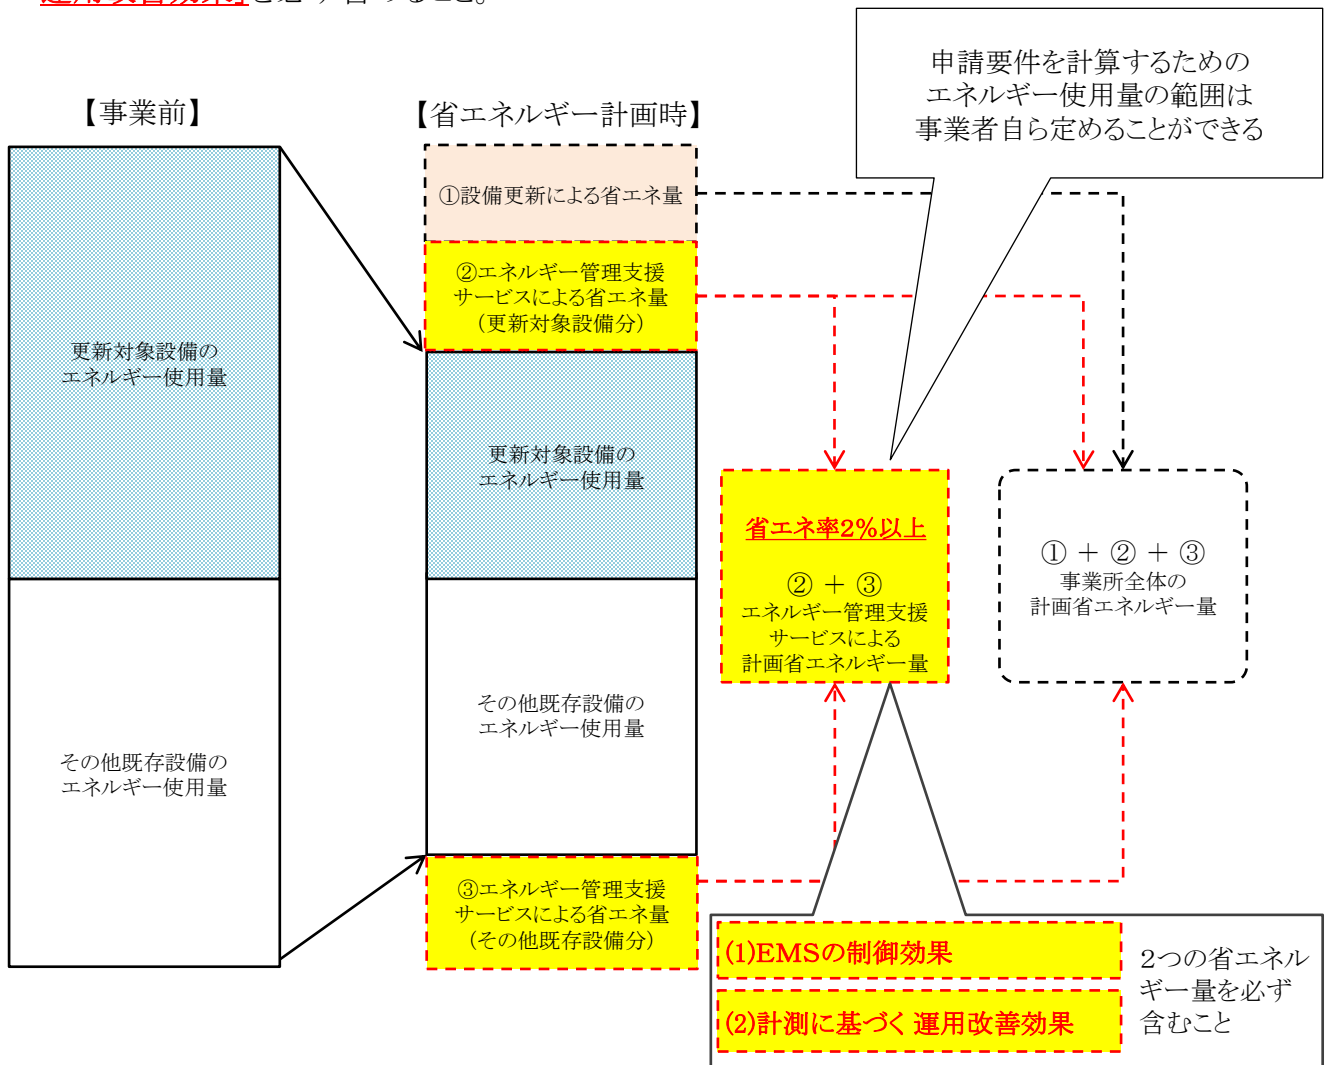 運用改善効果」を必ず含めること。
申請要件を計算するための
エネルギー使用量の範囲は
事業者自ら定めることができる
【事業前】
【省エネルギー計画時】
①設備更新による省エネ量
②エネルギー管理支援
サービスによる省エネ量
（更新対象設備分）
更新対象設備の
エネルギー使用量
更新対象設備の
エネルギー使用量
省エネ率2%以上
② + ③
エネルギー管理支援
サービスによる
計画省エネルギー量
① + ② + ③
事業所全体の
計画省エネルギー量
その他既存設備の
エネルギー使用量
その他既存設備の
エネルギー使用量
③エネルギー管理支援
サービスによる省エネ量
（その他既存設備分）
(1)EMSの制御効果
(2)計測に基づく運用改善効果
2つの省エネル
ギー量を必ず
含むこと